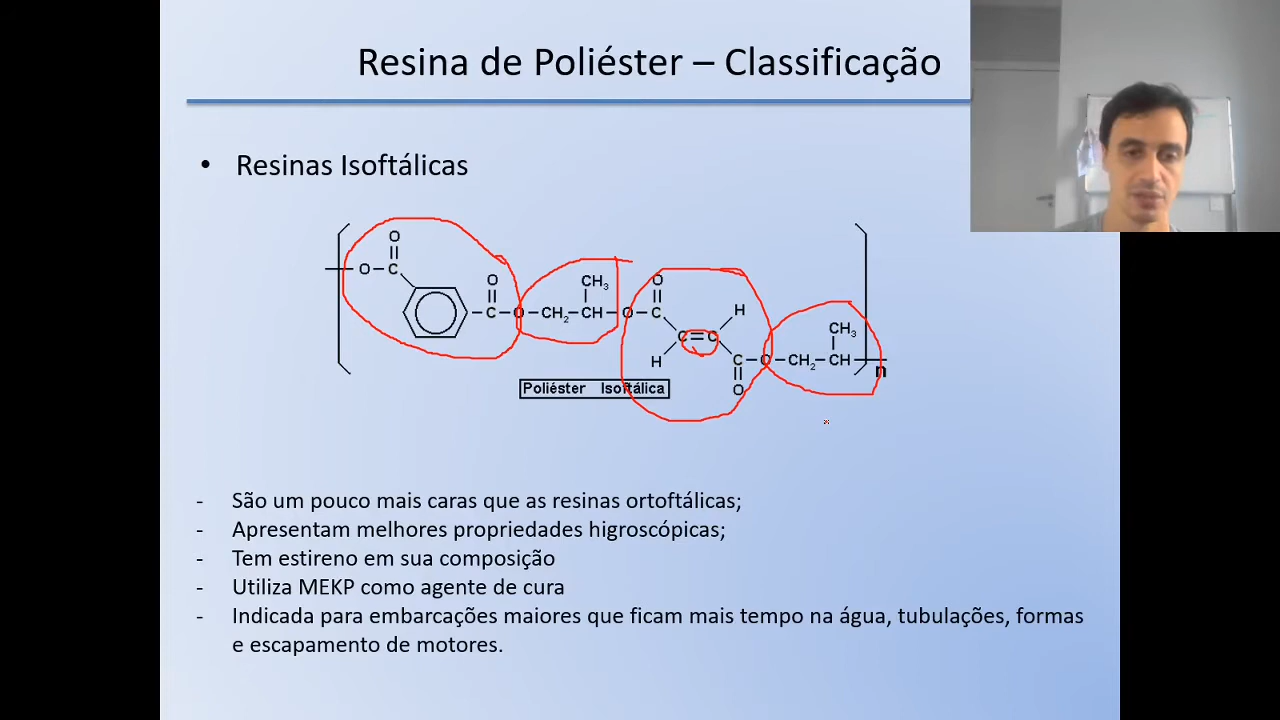 Resina de Poliéster – Classificação
• Resinas Isoftálicas
O
O C
O CH₃ O
C O CH₂ CH O C H
C = C CH₃
H C O CH₂ CH
n
O
Poliéster Isoftálica
- São um pouco mais caras que as resinas ortoftálicas;
- Apresentam melhores propriedades higroscópicas;
- Tem estireno em sua composição
- Utiliza MEKP como agente de cura
- Indicada para embarcações maiores que ficam mais tempo na água, tubulações, formas
e escapamento de motores.